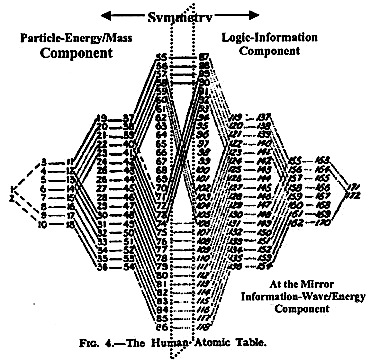 Symmetry
Particle-Energy/Mass
Component
Logic-Information
Component
55 87
56 88
57 89
58 90
59 91
60 92
61 93
19 37 62 94 119 137
20 38 63 95 120 138
21 39 64 96 121 139
22 40 65 97 122 140
23 41 66 98 123 141
3 11 24 42 67 99 124 142 155 163
4 12 25 43 68 100 125 143 156 164
5 13 26 44 69 101 126 144 157 165
1 6 14 27 45 70 102 127 145 158 166 171
2 7 15 28 46 71 103 128 146 159 167 172
8 16 29 47 72 104 129 147 160 168
9 17 30 48 73 105 130 148 161 169
10 18 31 49 74 106 131 149 162 170
32 50 75 107 132 150
33 51 76 108 133 151
34 52 77 109 134 152
35 53 78 110 135 153
36 54 79 111 136 154
80 112
81 113
82 114
83 115
84 116
85 117
86 118
At the Mirror
Information-Wave/Energy
Component
FIG. 4.—The Human Atomic Table.